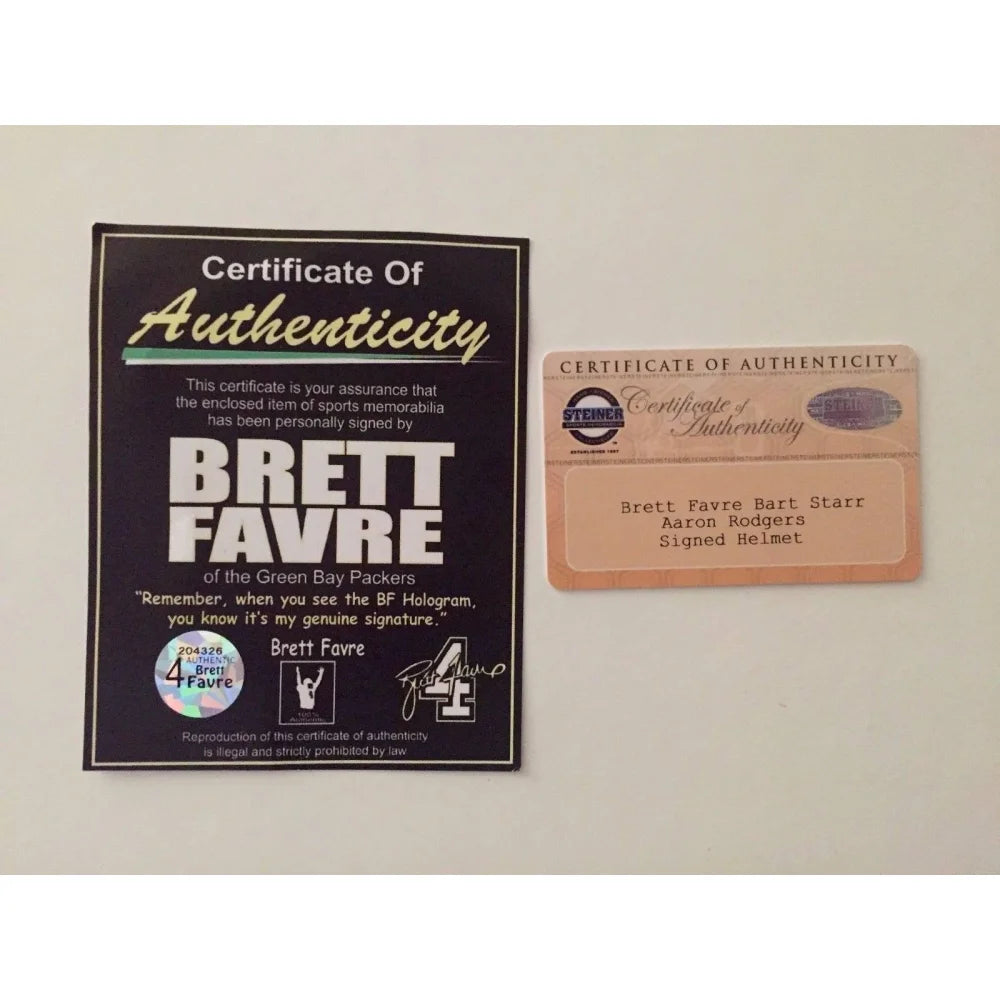 Certificate Of
Authenticity
This certificate is your assurance that
the enclosed item of sports memorabilia
has been personally signed by
BRETT
FAVRE
of the Green Bay Packers
"Remember, when you see the BF Hologram,
you know it's my genuine signature."
204326
AUTHENTIC
4 Brett
Favre
Brett Favre
100%
Authentic
Brett Favre
4
Reproduction of this certificate of authenticity
is illegal and strictly prohibited by law
CERTIFICATE OF AUTHENTICITY
STEINER
SPORTS MEMORABILIA
ESTABLISHED 1987
Certificate of
Authenticity
STEINER
Brett Favre Bart Starr
Aaron Rodgers
Signed Helmet